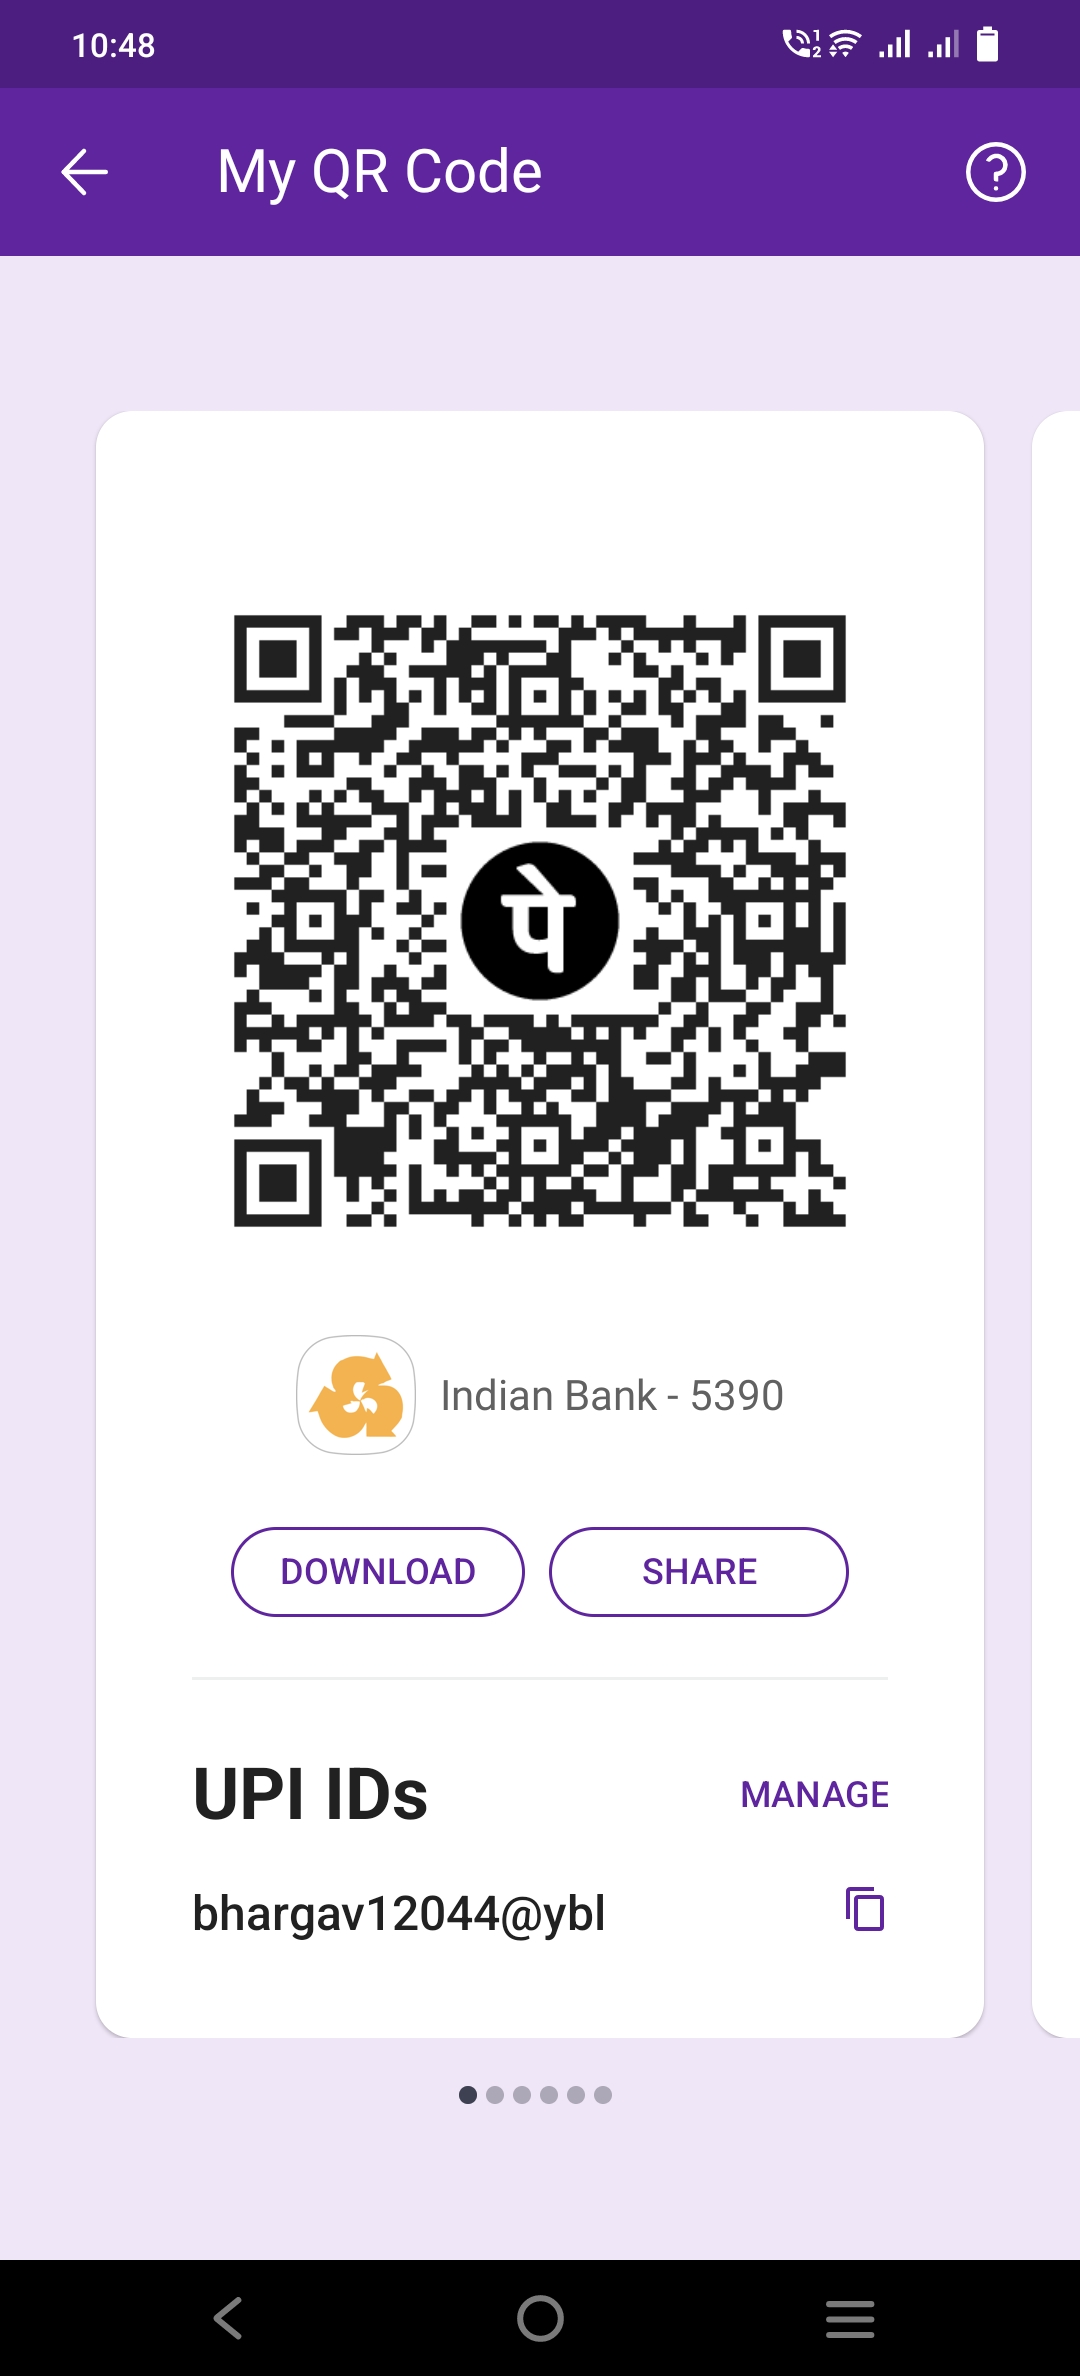 10:48
My QR Code
पे
Indian Bank - 5390
DOWNLOAD
SHARE
UPI IDs
MANAGE
bhargav12044@ybl